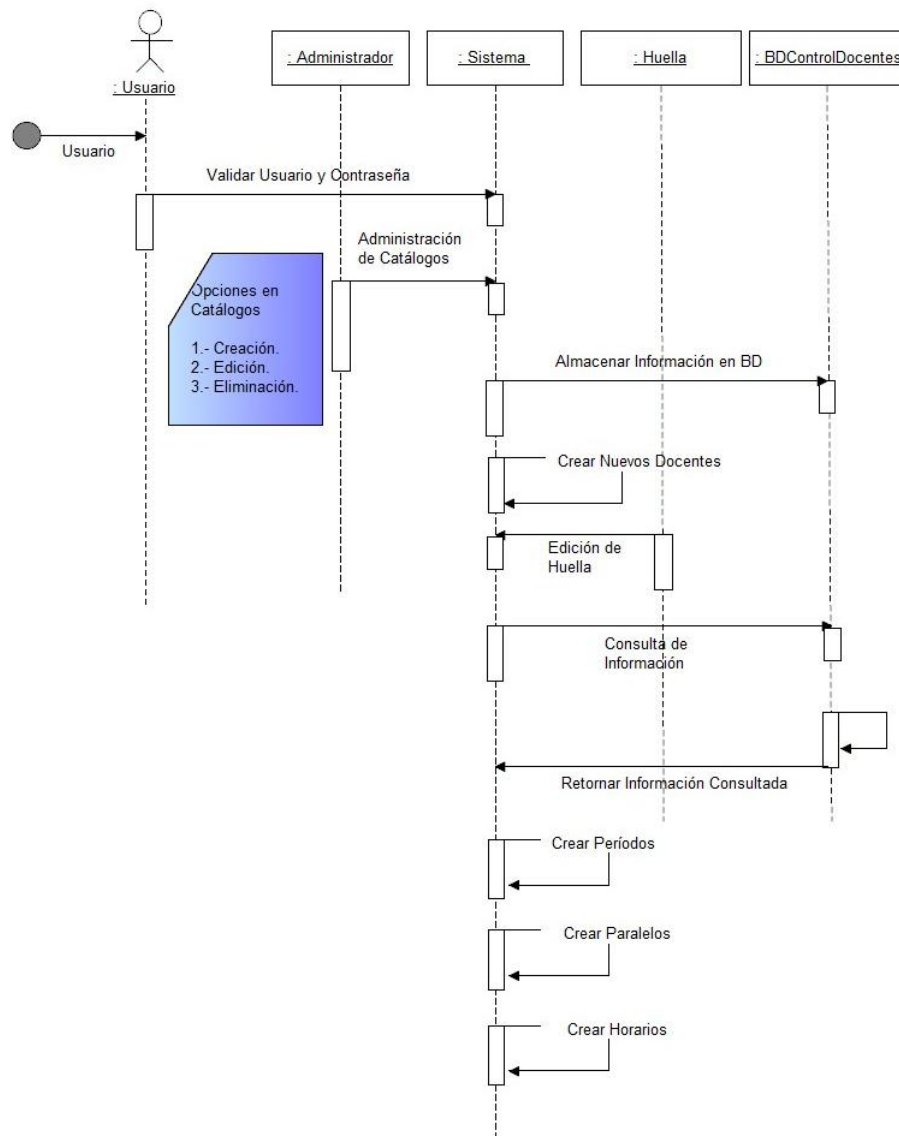 : Usuario
: Administrador
: Sistema
: Huella
: BDControlDocentes
Usuario
Validar Usuario y Contraseña
Administración
de Catálogos
Opciones en
Catálogos
1.- Creación.
2.- Edición.
3.- Eliminación.
Almacenar Información en BD
Crear Nuevos Docentes
Edición de
Huella
Consulta de
Información
Retornar Información Consultada
Crear Períodos
Crear Paralelos
Crear Horarios